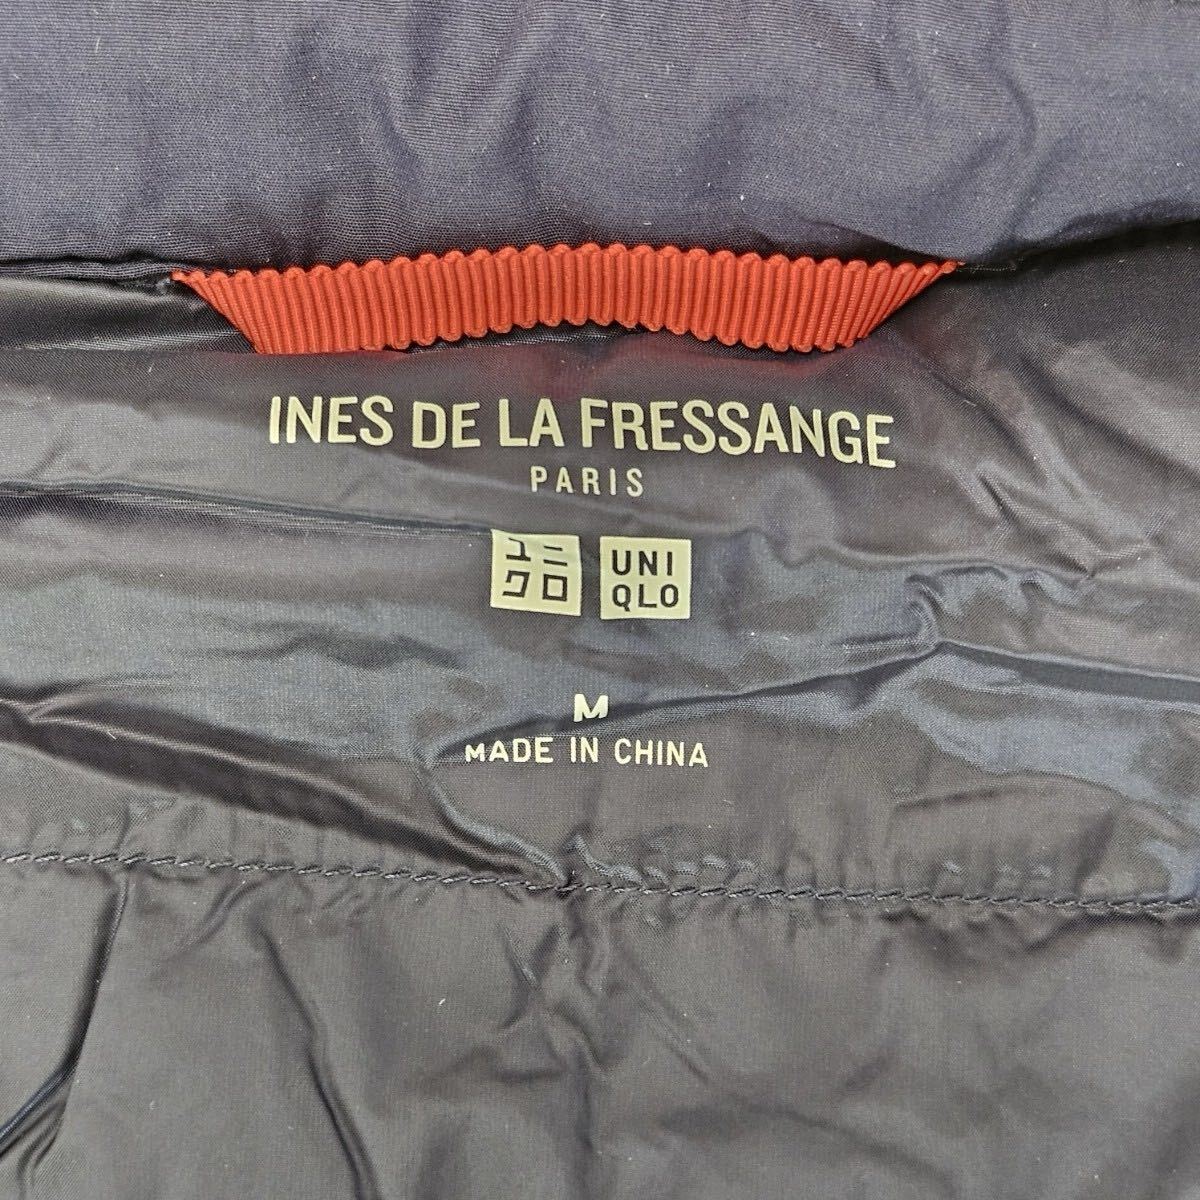 INES DE LA FRESSANGE
PARIS
ユニ
クロ
UNI
QLO
M
MADE IN CHINA